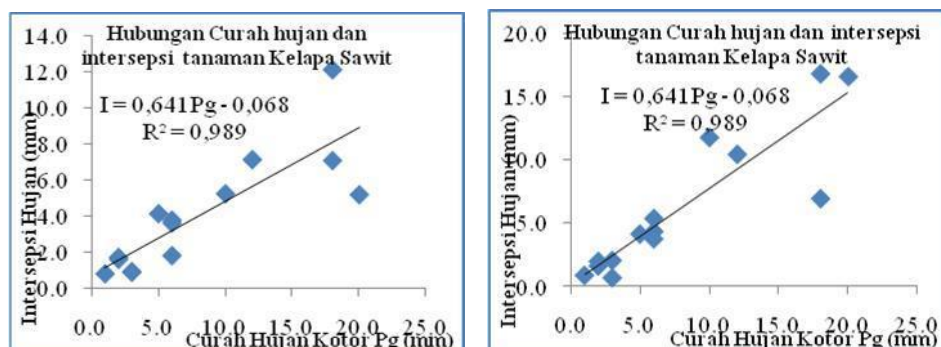 Hubungan Curah hujan dan
intersepsi tanaman Kelapa Sawit
I = 0,641Pg - 0,068
R² = 0,989
Intersepsi Hujan (mm)
14.0
12.0
10.0
8.0
6.0
4.0
2.0
0.0
0.0 5.0 10.0 15.0 20.0 25.0
Curah Hujan Kotor Pg (mm)
Hubungan Curah hujan dan intersepsi
tanaman Kelapa Sawit
I = 0,641Pg - 0,068
R² = 0,989
Intersepsi Hujan (mm)
20.0
15.0
10.0
5.0
0.0
0.0 5.0 10.0 15.0 20.0 25.0
Curah Hujan Kotor Pg (mm)